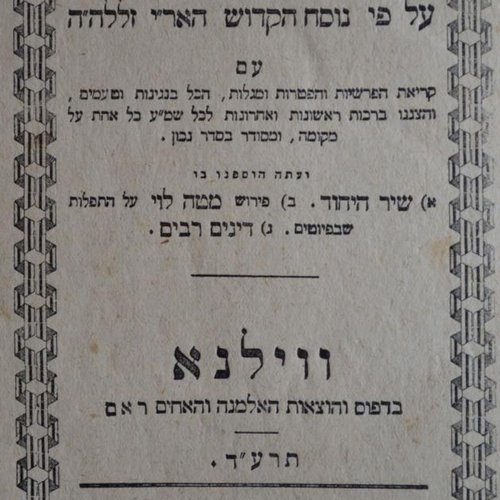 על פי נוסח הקדוש האר״י זללה״ה
עם
קריאת הפרשיות והפטרות ומגלות, הכל בנגינות וטעמים,
והצגנו ברכות ראשונות ואחרונות לכל שמ״ע כל אחת על
מקומה, ומסודר בסדר נכון.
ועתה הוספנו בו
א) שיר היחוד. ב) פירוש מטה לוי על התפלות
שבפיוטים. ג) דינים רבים.
ווילנא
בדפוס והוצאות האלמנה והאחים ראם
תרע״ד.